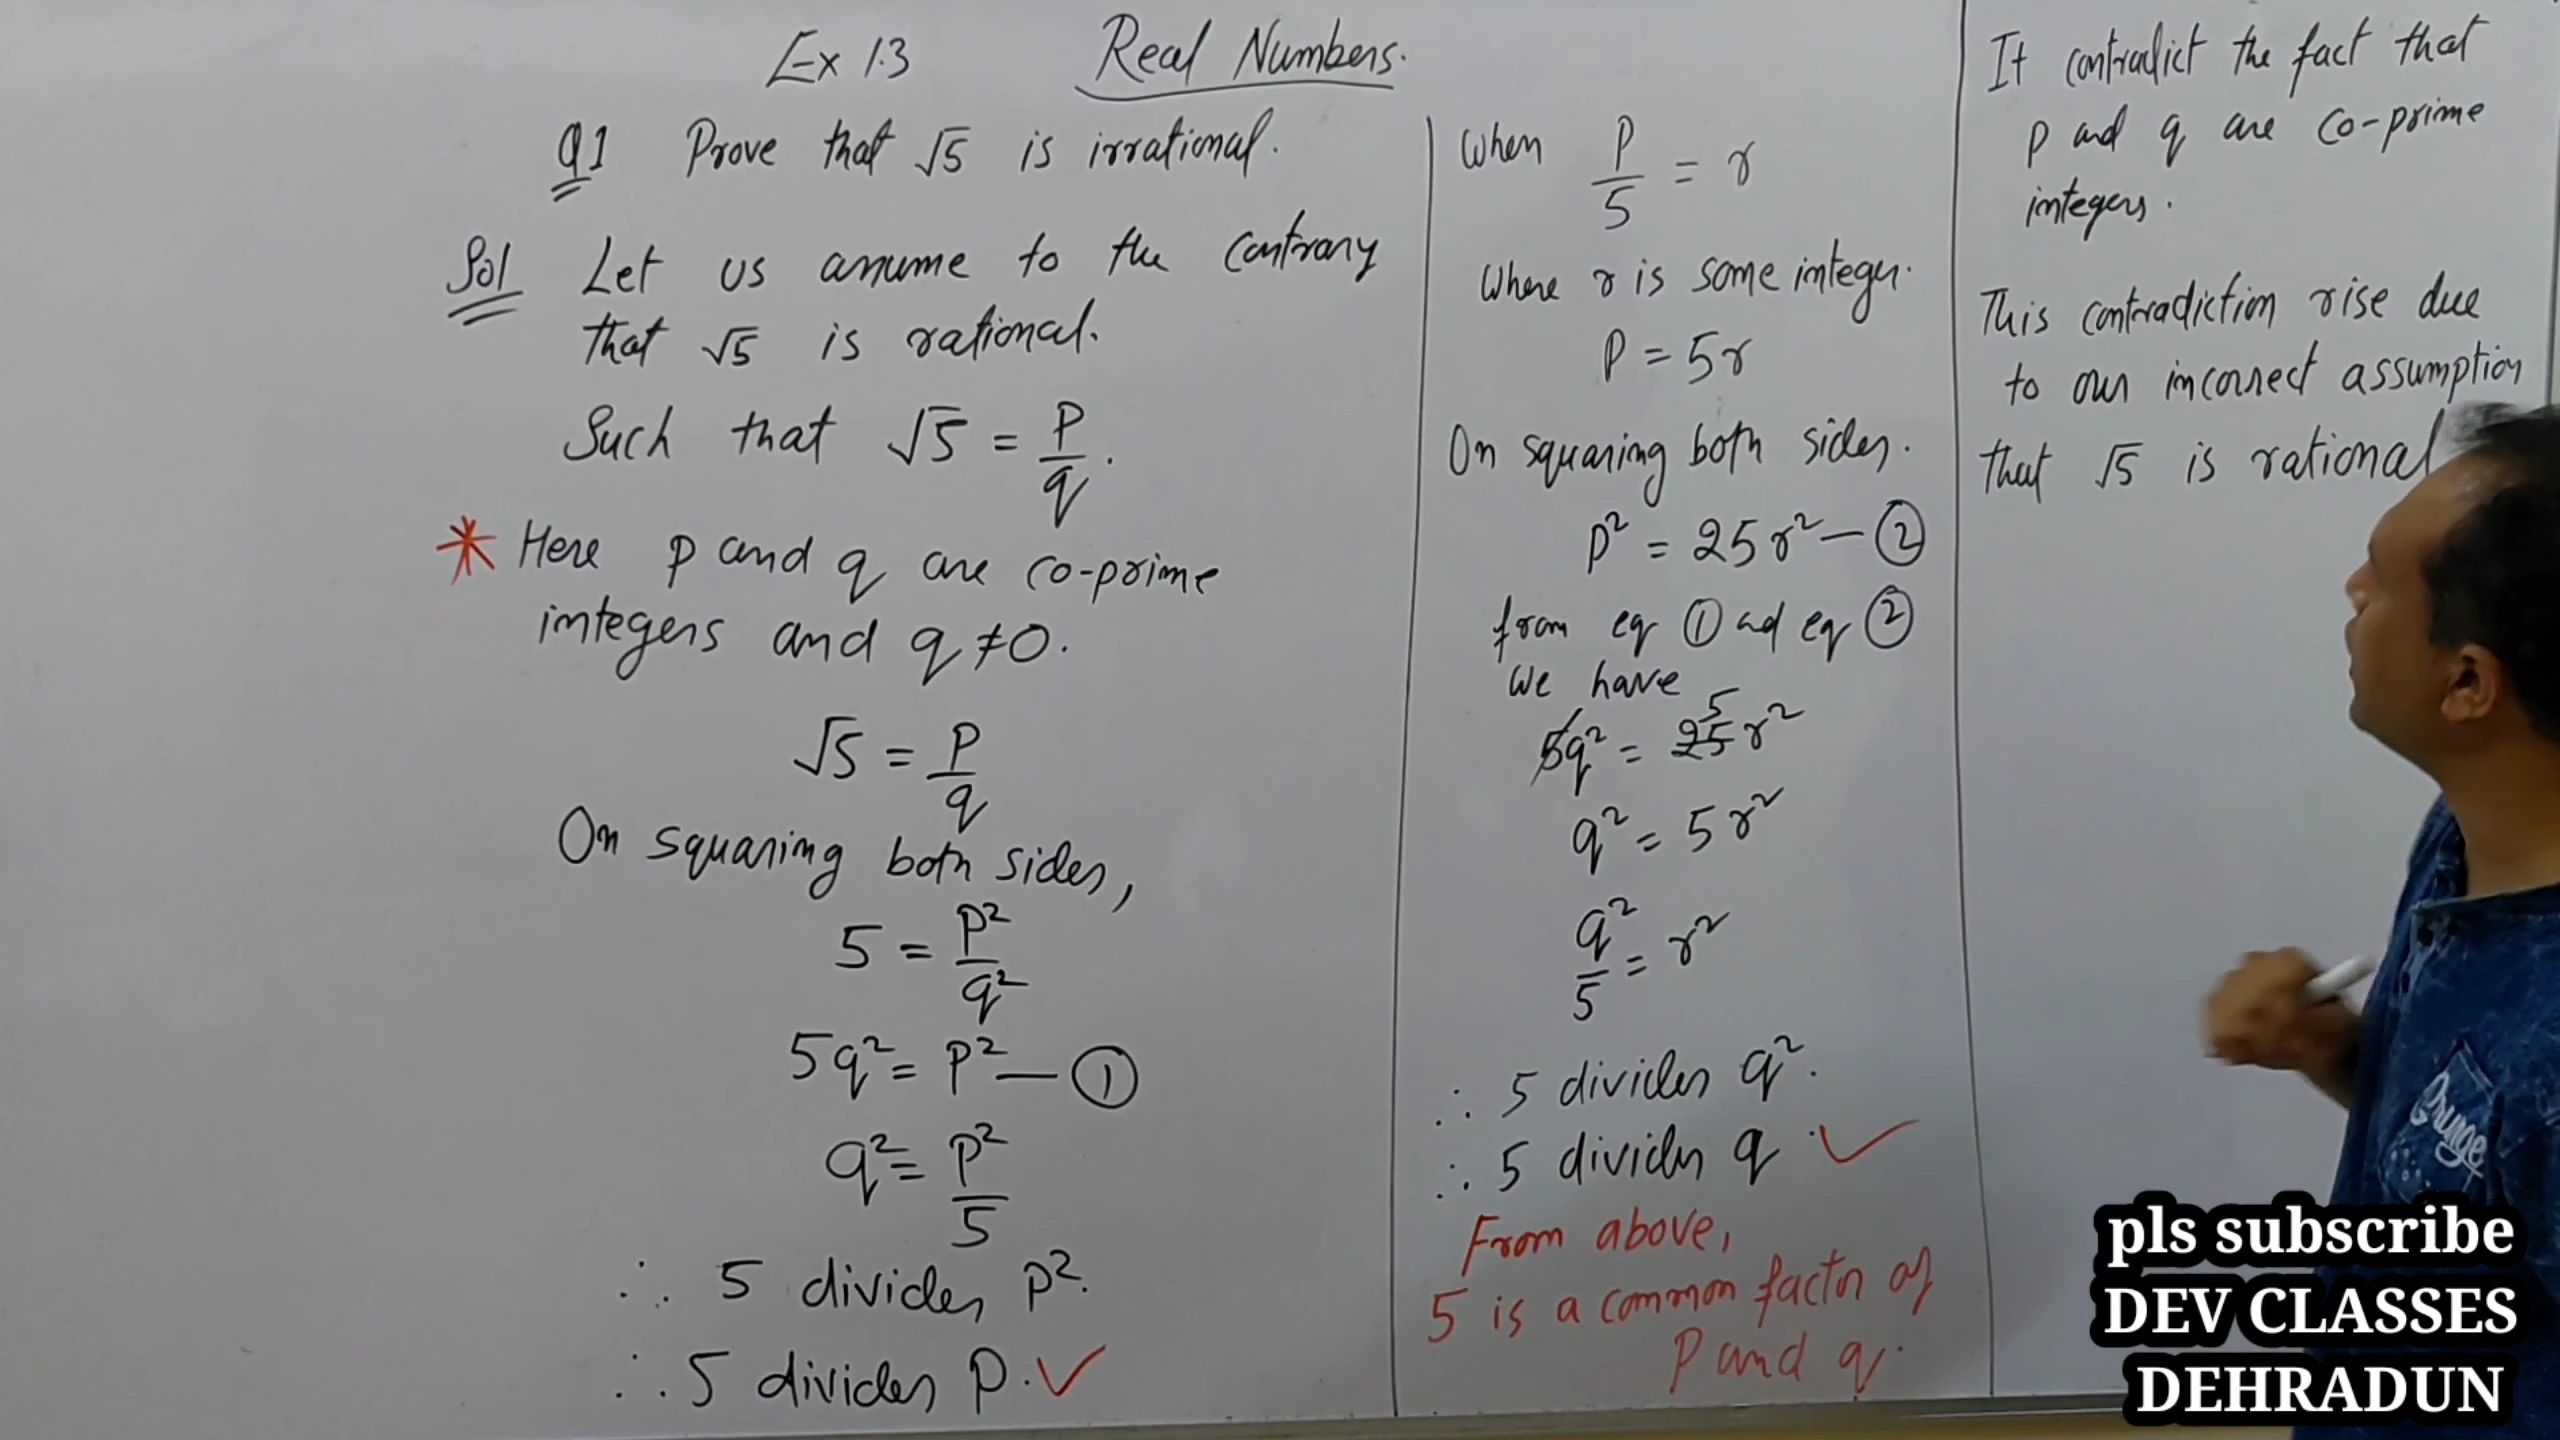 Ex 1.3 Real Numbers.
Q1 Prove that √5 is irrational.
Sol Let us assume to the contrary
that √5 is rational.
Such that √5 = p/q.
* Here p and q are co-prime
integers and q ≠ 0.
√5 = p/q
On squaring both sides,
5 = p²/q²
5q² = p² — ①
q² = p²/5
∴ 5 divides p².
∴ 5 divides p. ✓
When p/5 = r
Where r is some integer.
p = 5r
On squaring both sides.
p² = 25r² — ②
from eq ① ad eq ②
We have
5
5q² = 25r²
q² = 5r²
q²/5 = r²
∴ 5 divides q².
∴ 5 divides q. ✓
From above,
5 is a common factor of
p and q.
It contradict the fact that
p and q are co-prime
integers.
This contradiction rise due
to our incorrect assumption
that √5 is rational
Grunge
pls subscribe
DEV CLASSES
DEHRADUN